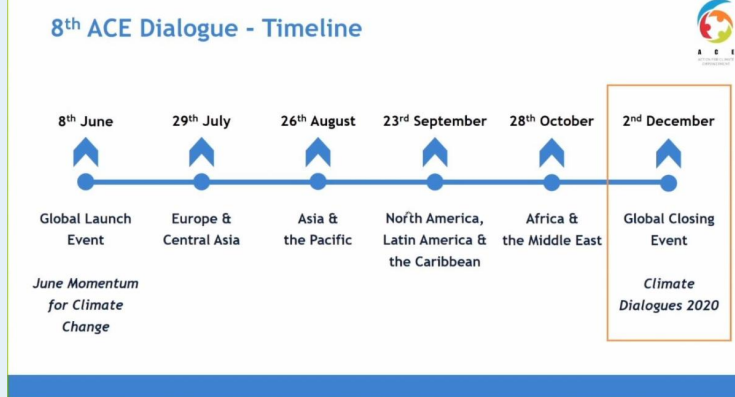 8th ACE Dialogue - Timeline
A C E
8th June
29th July
26th August
23rd September
28th October
2nd December
Global Launch
Event
June Momentum
for Climate
Change
Europe &
Central Asia
Asia &
the Pacific
North America,
Latin America &
the Caribbean
Africa &
the Middle East
Global Closing
Event
Climate
Dialogues 2020